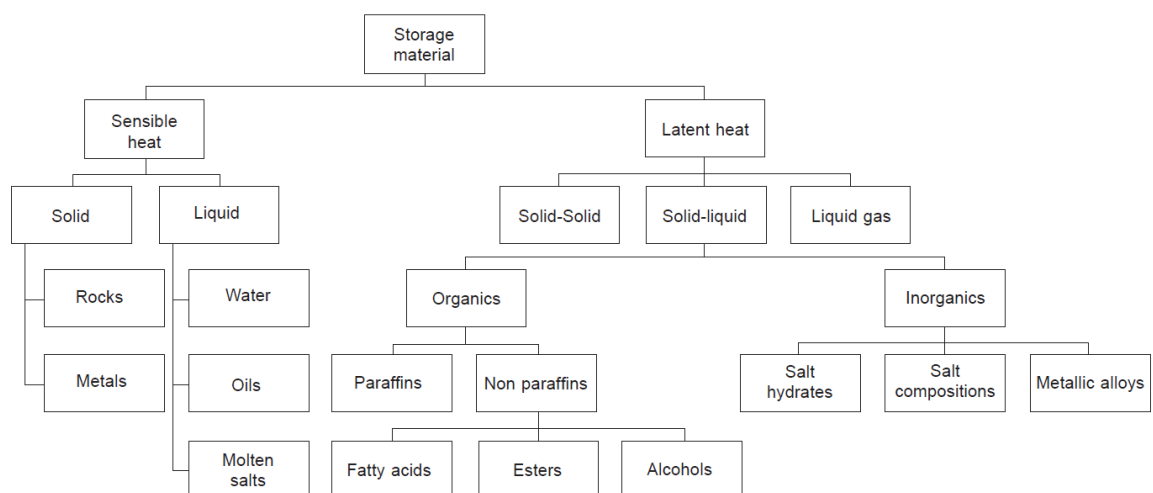 Storage
material
Sensible
heat
Latent heat
Solid
Liquid
Solid-Solid
Solid-liquid
Liquid gas
Rocks
Water
Organics
Inorganics
Metals
Oils
Paraffins
Non paraffins
Salt
hydrates
Salt
compositions
Metallic alloys
Molten
salts
Fatty acids
Esters
Alcohols